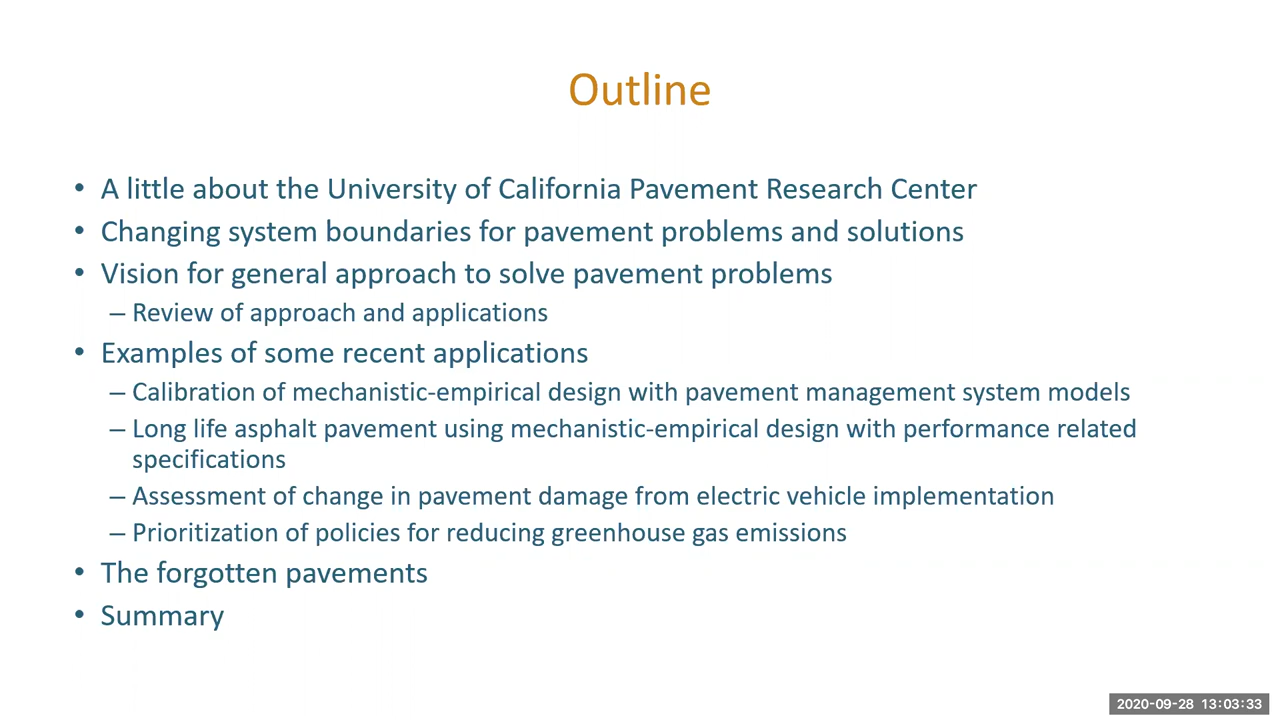 Outline
• A little about the University of California Pavement Research Center
• Changing system boundaries for pavement problems and solutions
• Vision for general approach to solve pavement problems
– Review of approach and applications
• Examples of some recent applications
– Calibration of mechanistic-empirical design with pavement management system models
– Long life asphalt pavement using mechanistic-empirical design with performance related
specifications
– Assessment of change in pavement damage from electric vehicle implementation
– Prioritization of policies for reducing greenhouse gas emissions
• The forgotten pavements
• Summary
2020-09-28 13:03:33